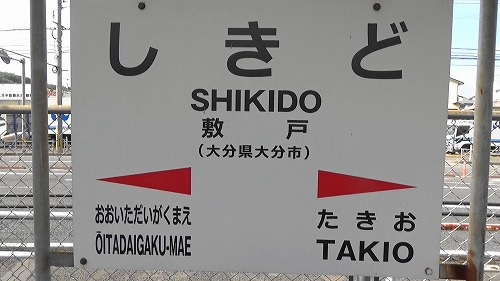 しきど
SHIKIDO
敷戸
(大分県大分市)
おおいただいがくまえ
ŌITADAIGAKU-MAE
たきお
TAKIO